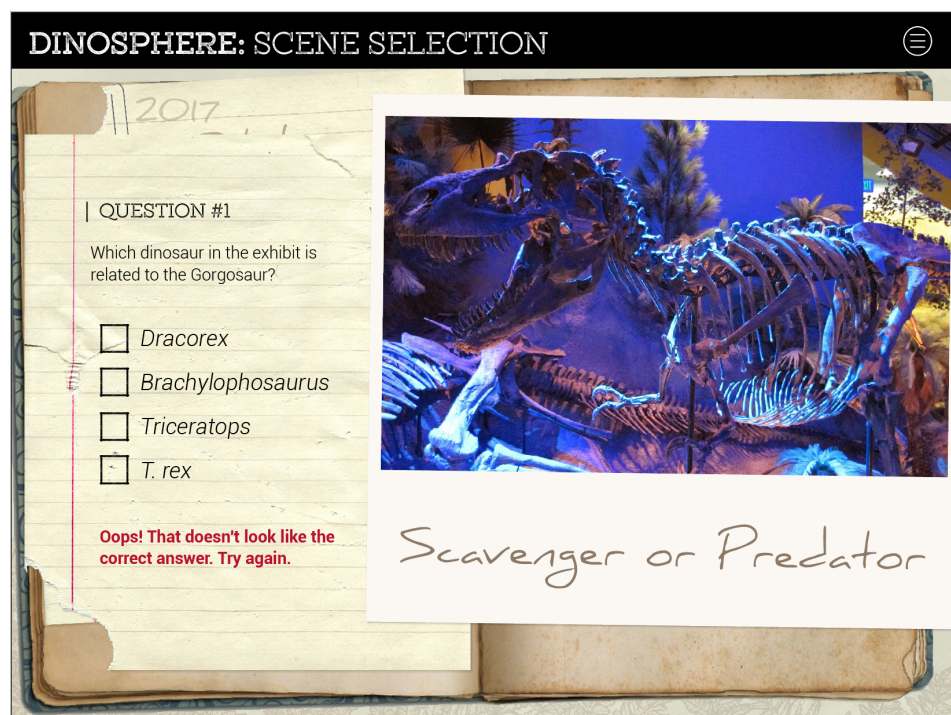 DINOSPHERE: SCENE SELECTION
2017
QUESTION #1
Which dinosaur in the exhibit is
related to the Gorgosaur?
Dracorex
Brachylophosaurus
Triceratops
T. rex
Oops! That doesn't look like the
correct answer. Try again.
Scavenger or Predator